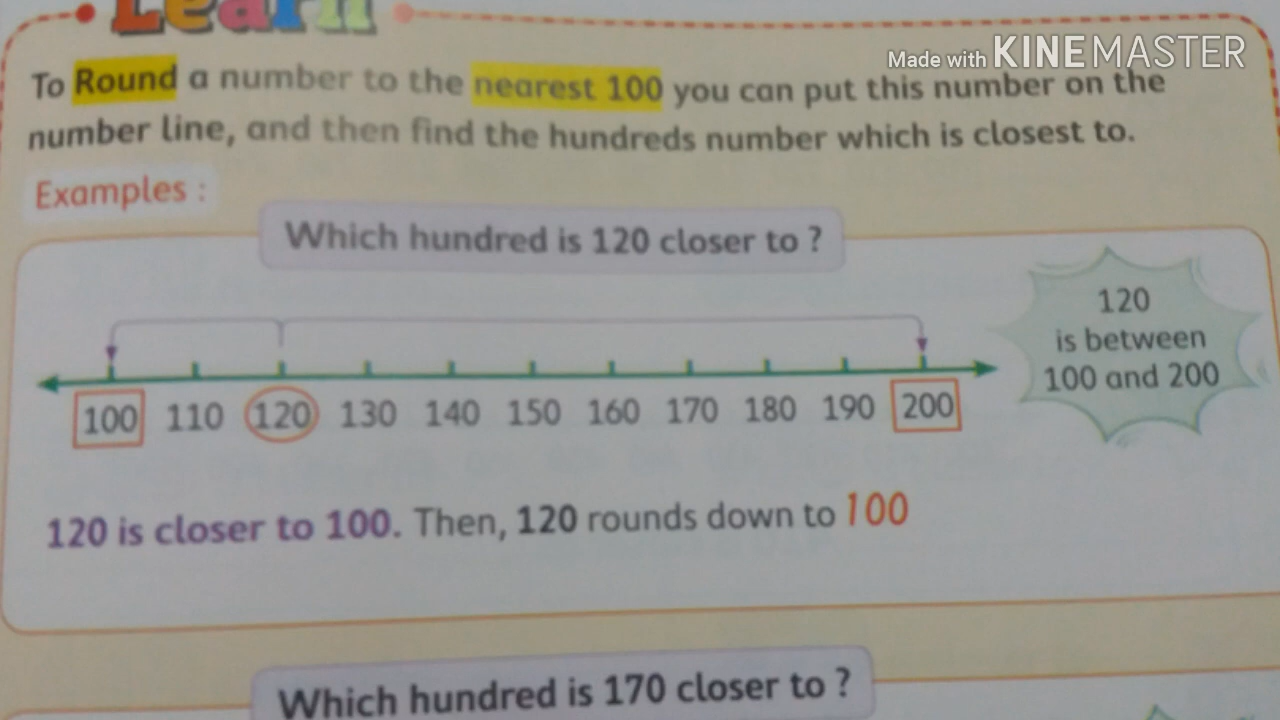 Learn
Made with KINEMASTER
To Round a number to the nearest 100 you can put this number on the
number line, and then find the hundreds number which is closest to.
Examples :
Which hundred is 120 closer to ?
120
is between
100 and 200
100 110 120 130 140 150 160 170 180 190 200
120 is closer to 100. Then, 120 rounds down to 100
Which hundred is 170 closer to ?